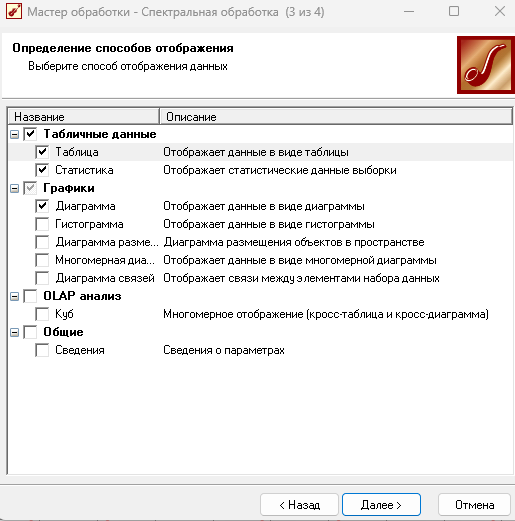 Мастер обработки - Спектральная обработка (3 из 4)
Определение способов отображения
Выберите способ отображения данных
Название Описание
Табличные данные
Таблица Отображает данные в виде таблицы
Статистика Отображает статистические данные выборки
Графики
Диаграмма Отображает данные в виде диаграммы
Гистограмма Отображает данные в виде гистограммы
Диаграмма разме... Диаграмма размещения объектов в пространстве
Многомерная диа... Отображает данные в виде многомерной диаграммы
Диаграмма связей Отображает связи между элементами набора данных
OLAP анализ
Куб Многомерное отображение (кросс-таблица и кросс-диаграмма)
Общие
Сведения Сведения о параметрах
< Назад Далее > Отмена